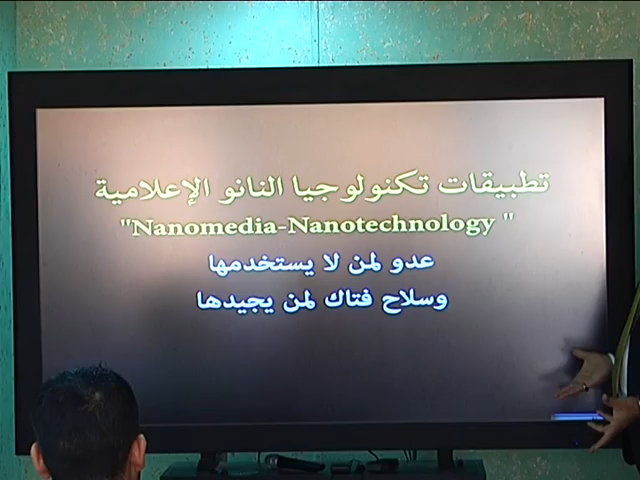 تطبيقات تكنولوجيا النانو الإعلامية
"Nanomedia-Nanotechnology "
عدو لمن لا يستخدمها
وسلاح فتاك لمن يجيدها